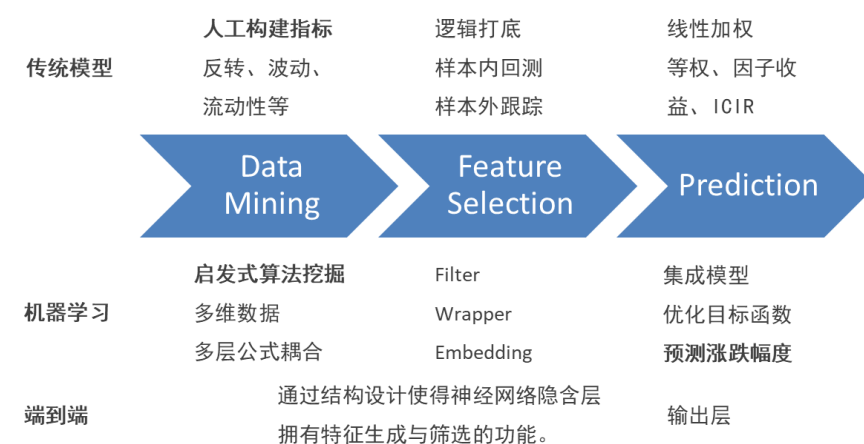 人工构建指标 逻辑打底 线性加权
传统模型 反转、波动、 样本内回测 等权、因子收
流动性等 样本外跟踪 益、ICIR
Data Feature
Prediction
Mining Selection
启发式算法挖掘 Filter 集成模型
机器学习 多维数据 Wrapper 优化目标函数
多层公式耦合 Embedding 预测涨跌幅度
通过结构设计使得神经网络隐含层
端到端 输出层
拥有特征生成与筛选的功能。